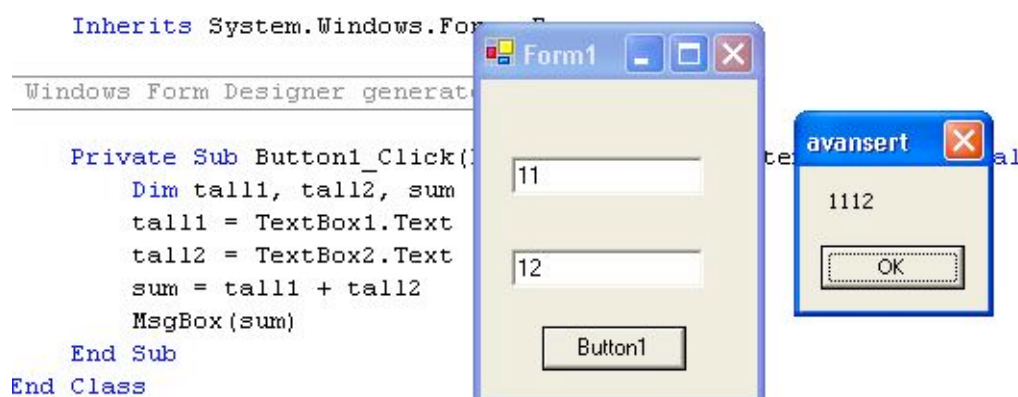 Inherits System.Windows.For
Windows Form Designer generat
Private Sub Button1_Click(
Dim tall1, tall2, sum
tall1 = TextBox1.Text
tall2 = TextBox2.Text
sum = tall1 + tall2
MsgBox(sum)
End Sub
End Class
Form1
11
12
Button1
avansert
1112
OK